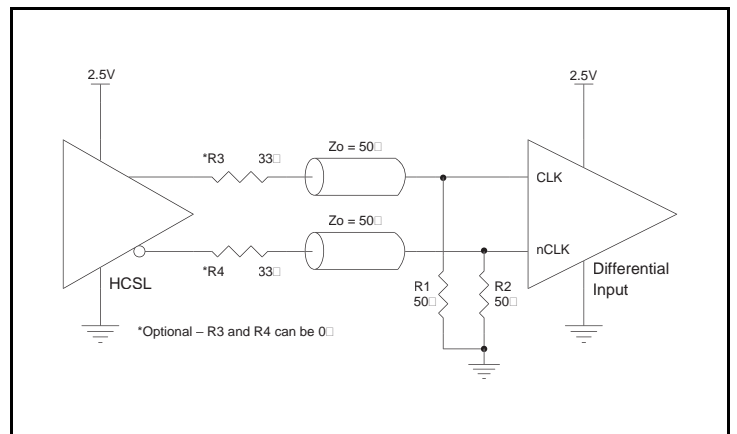 2.5V
2.5V
Zo = 50□
*R3 33□
CLK
Zo = 50□
nCLK
*R4 33□
HCSL
R1
50□
R2
50□
Differential
Input
*Optional – R3 and R4 can be 0□